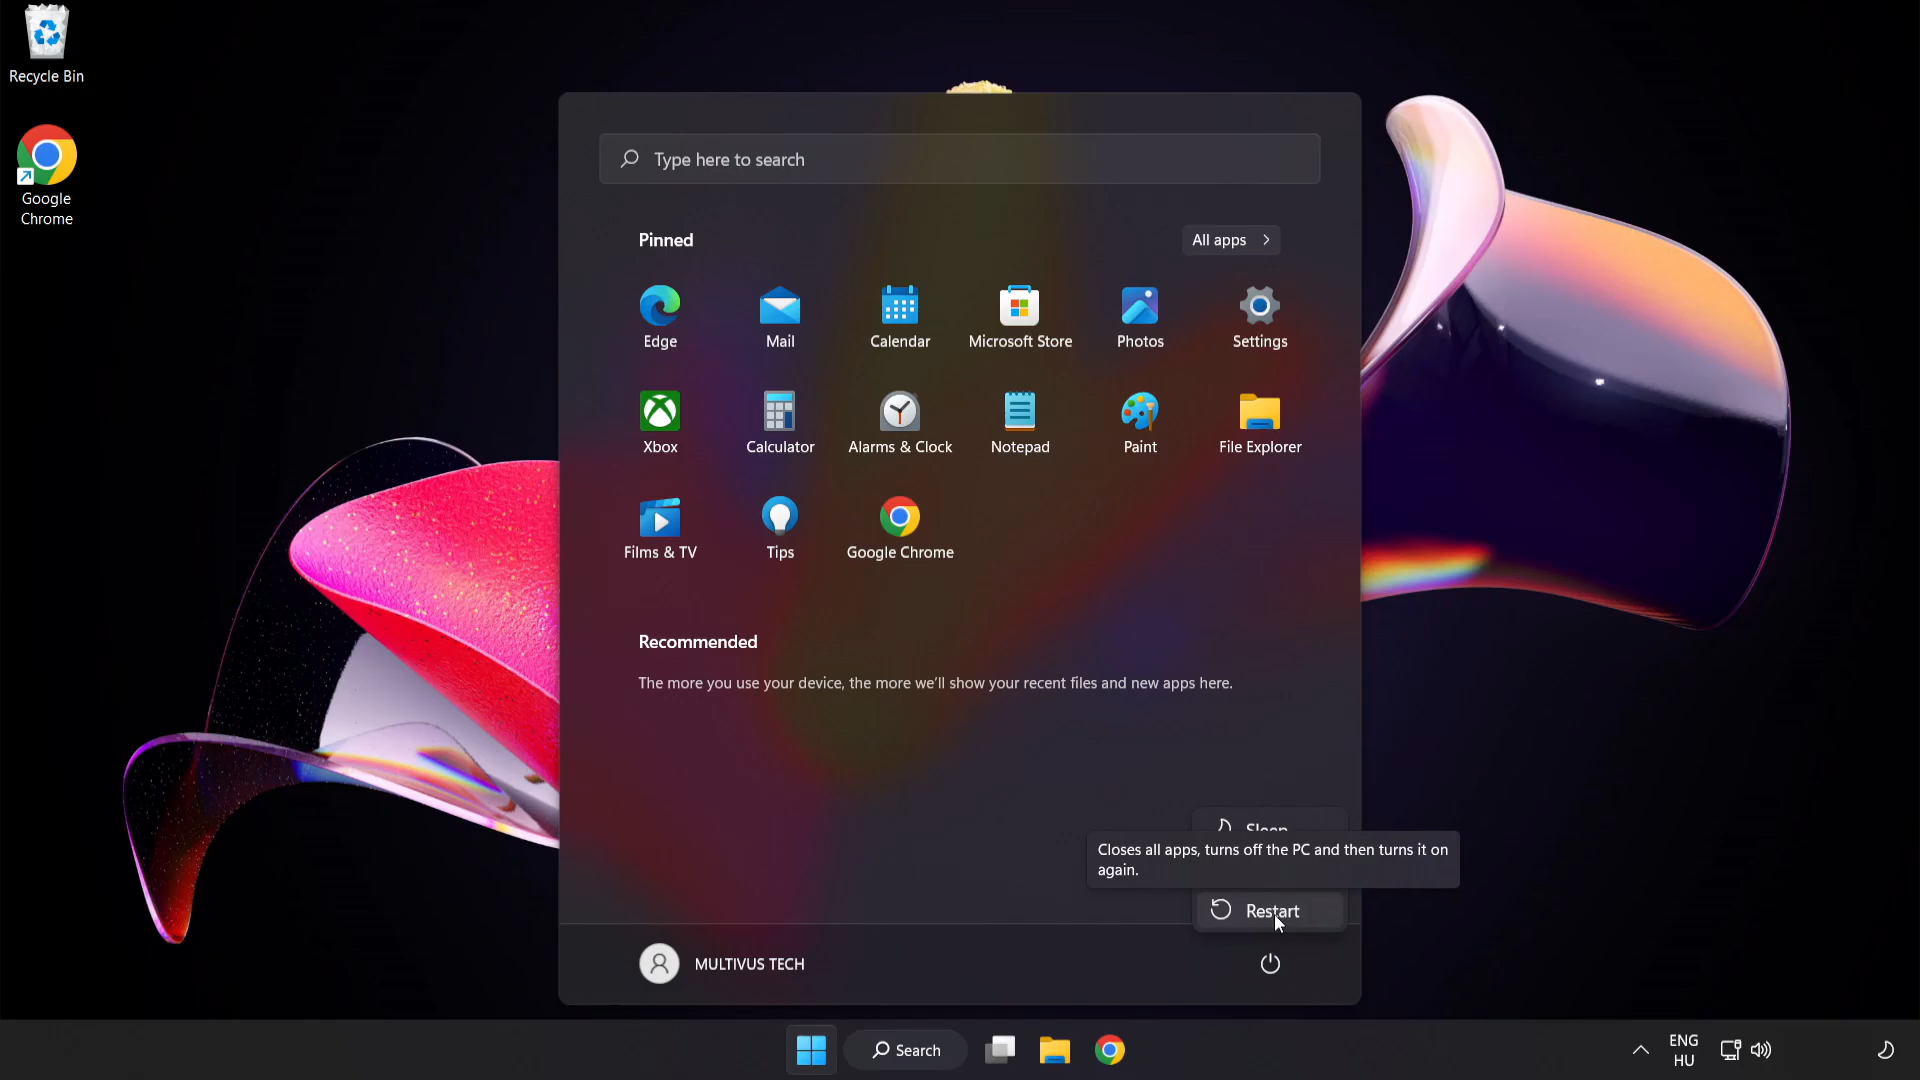 Recycle Bin
Google
Chrome
Type here to search
Pinned
All apps
Edge
Mail
Calendar
Microsoft Store
Photos
Settings
Xbox
Calculator
Alarms & Clock
Notepad
Paint
File Explorer
Films & TV
Tips
Google Chrome
Recommended
The more you use your device, the more we'll show your recent files and new apps here.
Sleep
Closes all apps, turns off the PC and then turns it on
again.
Restart
MULTIVUS TECH
Search
ENG
HU